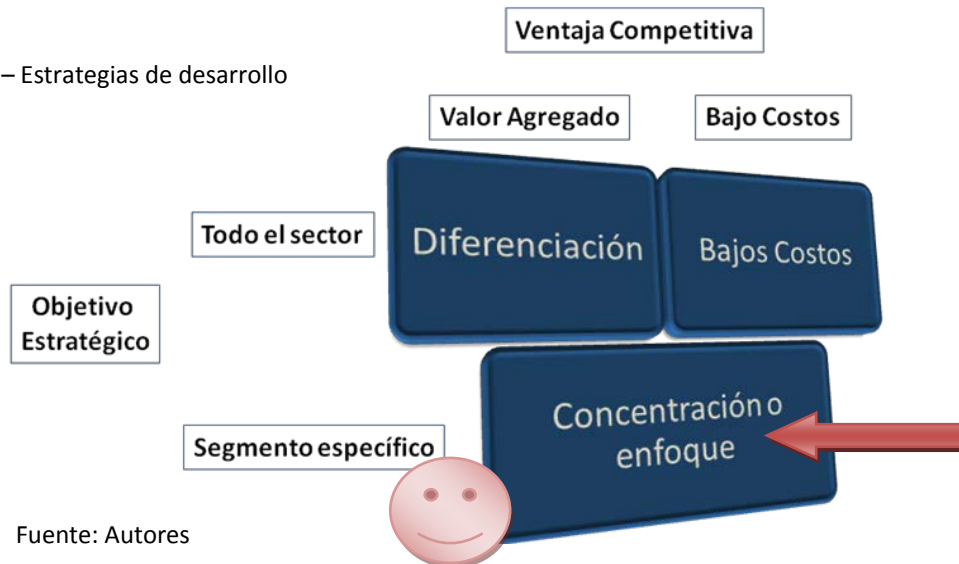 Ventaja Competitiva
– Estrategias de desarrollo
Valor Agregado
Bajo Costos
Todo el sector
Diferenciación
Bajos Costos
Objetivo
Estratégico
Concentración o
enfoque
Segmento específico
Fuente: Autores